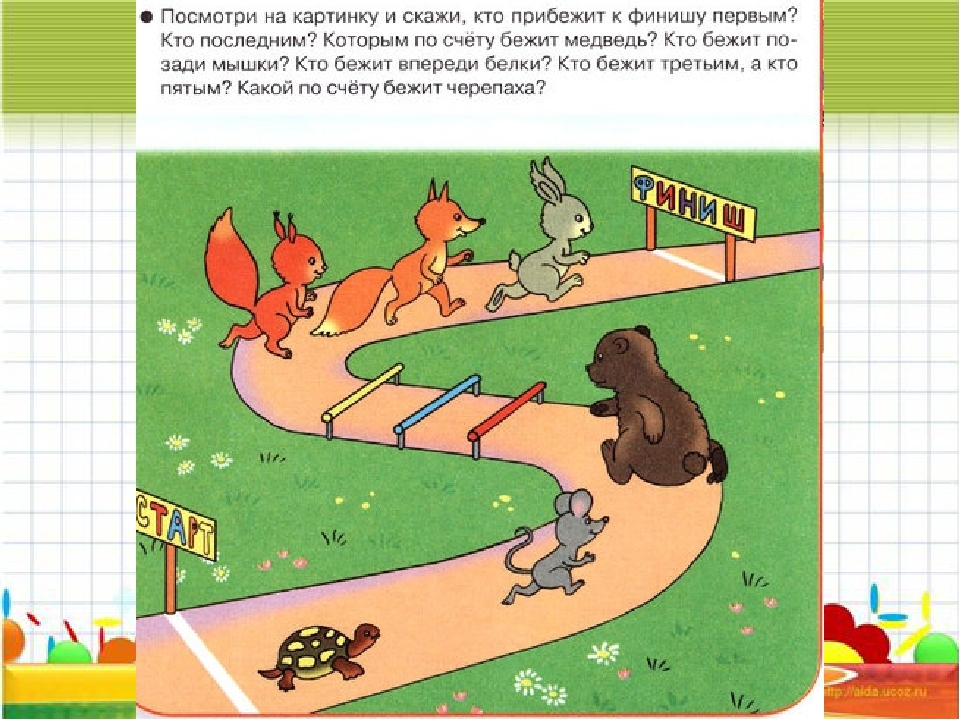 ● Посмотри на картинку и скажи, кто прибежит к финишу первым?
Кто последним? Которым по счёту бежит медведь? Кто бежит по-
зади мышки? Кто бежит впереди белки? Кто бежит третьим, а кто
пятым? Какой по счёту бежит черепаха?
ФИНИШ
СТАРТ
http://aida.ucoz.ru